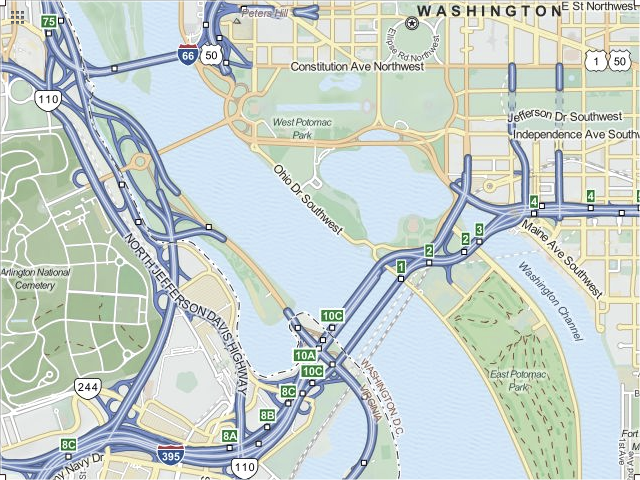 WASHINGTON
E St Northwest
Peters Hill
75
66
50
1
50
Constitution Ave Northwest
Ellipse Rd Northwest
110
Jefferson Dr Southwest
Independence Ave South
West Potomac
Park
Ohio Dr Southwest
4
4
4
3
2
2
1
Maine Ave Southwest
Washington Channel
Arlington National
Cemetery
NORTH JEFFERSON DAVIS HIGHWAY
10C
10A
10C
WASHINGTON, D.C.
VIRGINIA
East Potomac
Park
244
8C
8B
8A
8C
395
110
y Navy Dr
Fort M
1st Ave